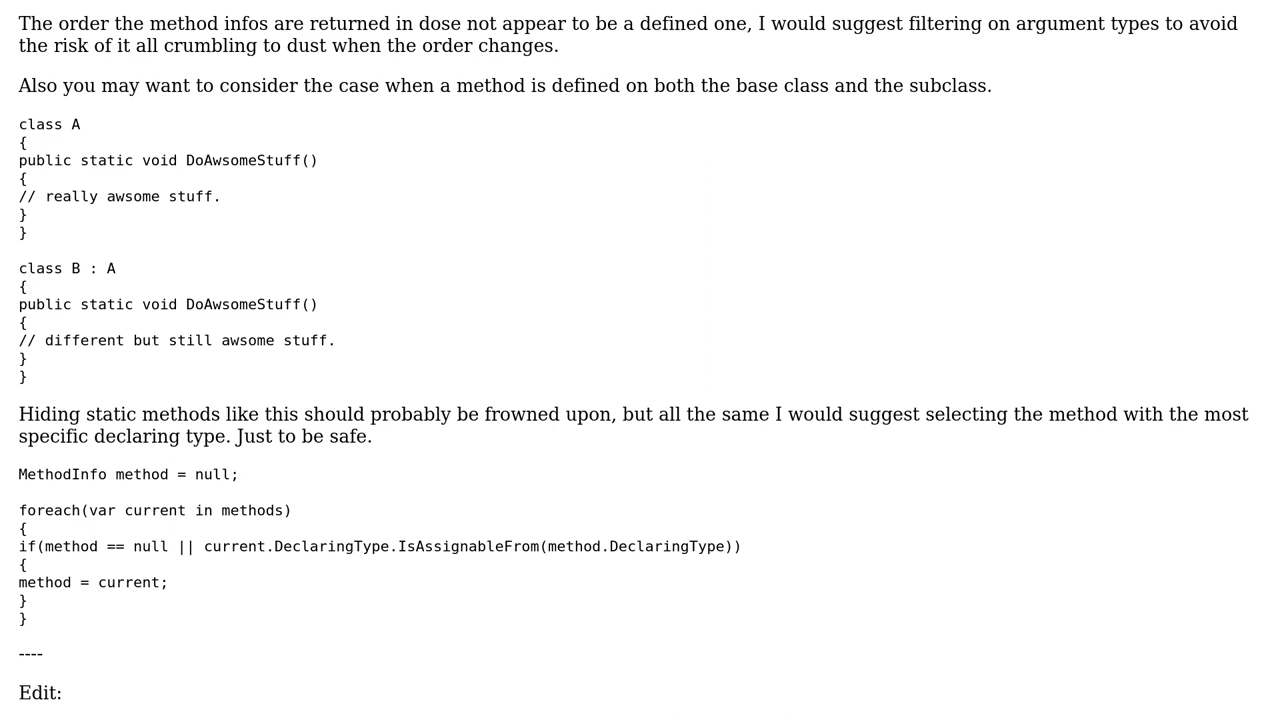 The order the method infos are returned in dose not appear to be a defined one, I would suggest filtering on argument types to avoid
the risk of it all crumbling to dust when the order changes.
Also you may want to consider the case when a method is defined on both the base class and the subclass.
class A
{
public static void DoAwsomeStuff()
{
// really awsome stuff.
}
}
class B : A
{
public static void DoAwsomeStuff()
{
// different but still awsome stuff.
}
}
Hiding static methods like this should probably be frowned upon, but all the same I would suggest selecting the method with the most
specific declaring type. Just to be safe.
MethodInfo method = null;
foreach(var current in methods)
{
if(method == null || current.DeclaringType.IsAssignableFrom(method.DeclaringType))
{
method = current;
}
}
----
Edit: